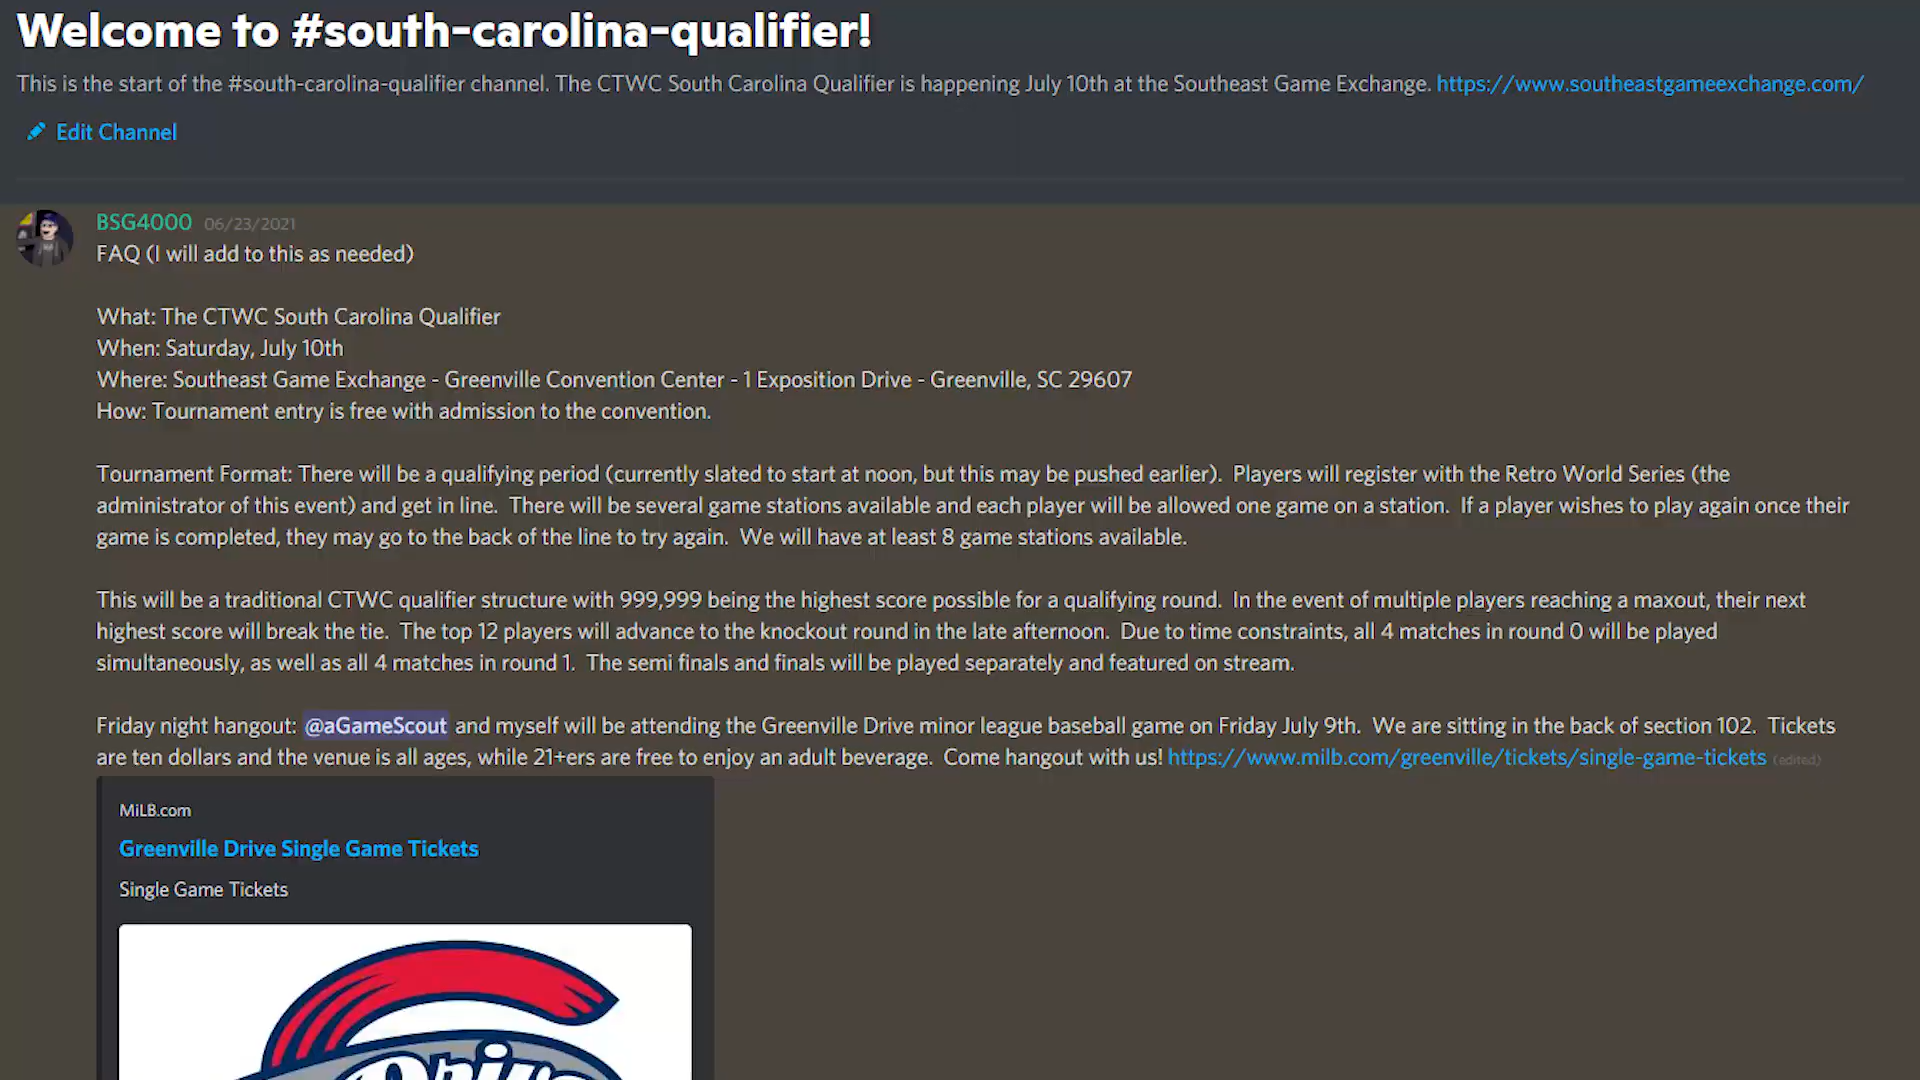 Welcome to #south-carolina-qualifier!
This is the start of the #south-carolina-qualifier channel. The CTWC South Carolina Qualifier is happening July 10th at the Southeast Game Exchange. https://www.southeastgameexchange.com/
Edit Channel
BSG4000 06/23/2021
FAQ (I will add to this as needed)
What: The CTWC South Carolina Qualifier
When: Saturday, July 10th
Where: Southeast Game Exchange - Greenville Convention Center - 1 Exposition Drive - Greenville, SC 29607
How: Tournament entry is free with admission to the convention.
Tournament Format: There will be a qualifying period (currently slated to start at noon, but this may be pushed earlier). Players will register with the Retro World Series (the
administrator of this event) and get in line. There will be several game stations available and each player will be allowed one game on a station. If a player wishes to play again once their
game is completed, they may go to the back of the line to try again. We will have at least 8 game stations available.
This will be a traditional CTWC qualifier structure with 999,999 being the highest score possible for a qualifying round. In the event of multiple players reaching a maxout, their next
highest score will break the tie. The top 12 players will advance to the knockout round in the late afternoon. Due to time constraints, all 4 matches in round 0 will be played
simultaneously, as well as all 4 matches in round 1. The semi finals and finals will be played separately and featured on stream.
Friday night hangout: @aGameScout and myself will be attending the Greenville Drive minor league baseball game on Friday July 9th. We are sitting in the back of section 102. Tickets
are ten dollars and the venue is all ages, while 21+ers are free to enjoy an adult beverage. Come hangout with us! https://www.milb.com/greenville/tickets/single-game-tickets (edited)
MiLB.com
Greenville Drive Single Game Tickets
Single Game Tickets
Drive